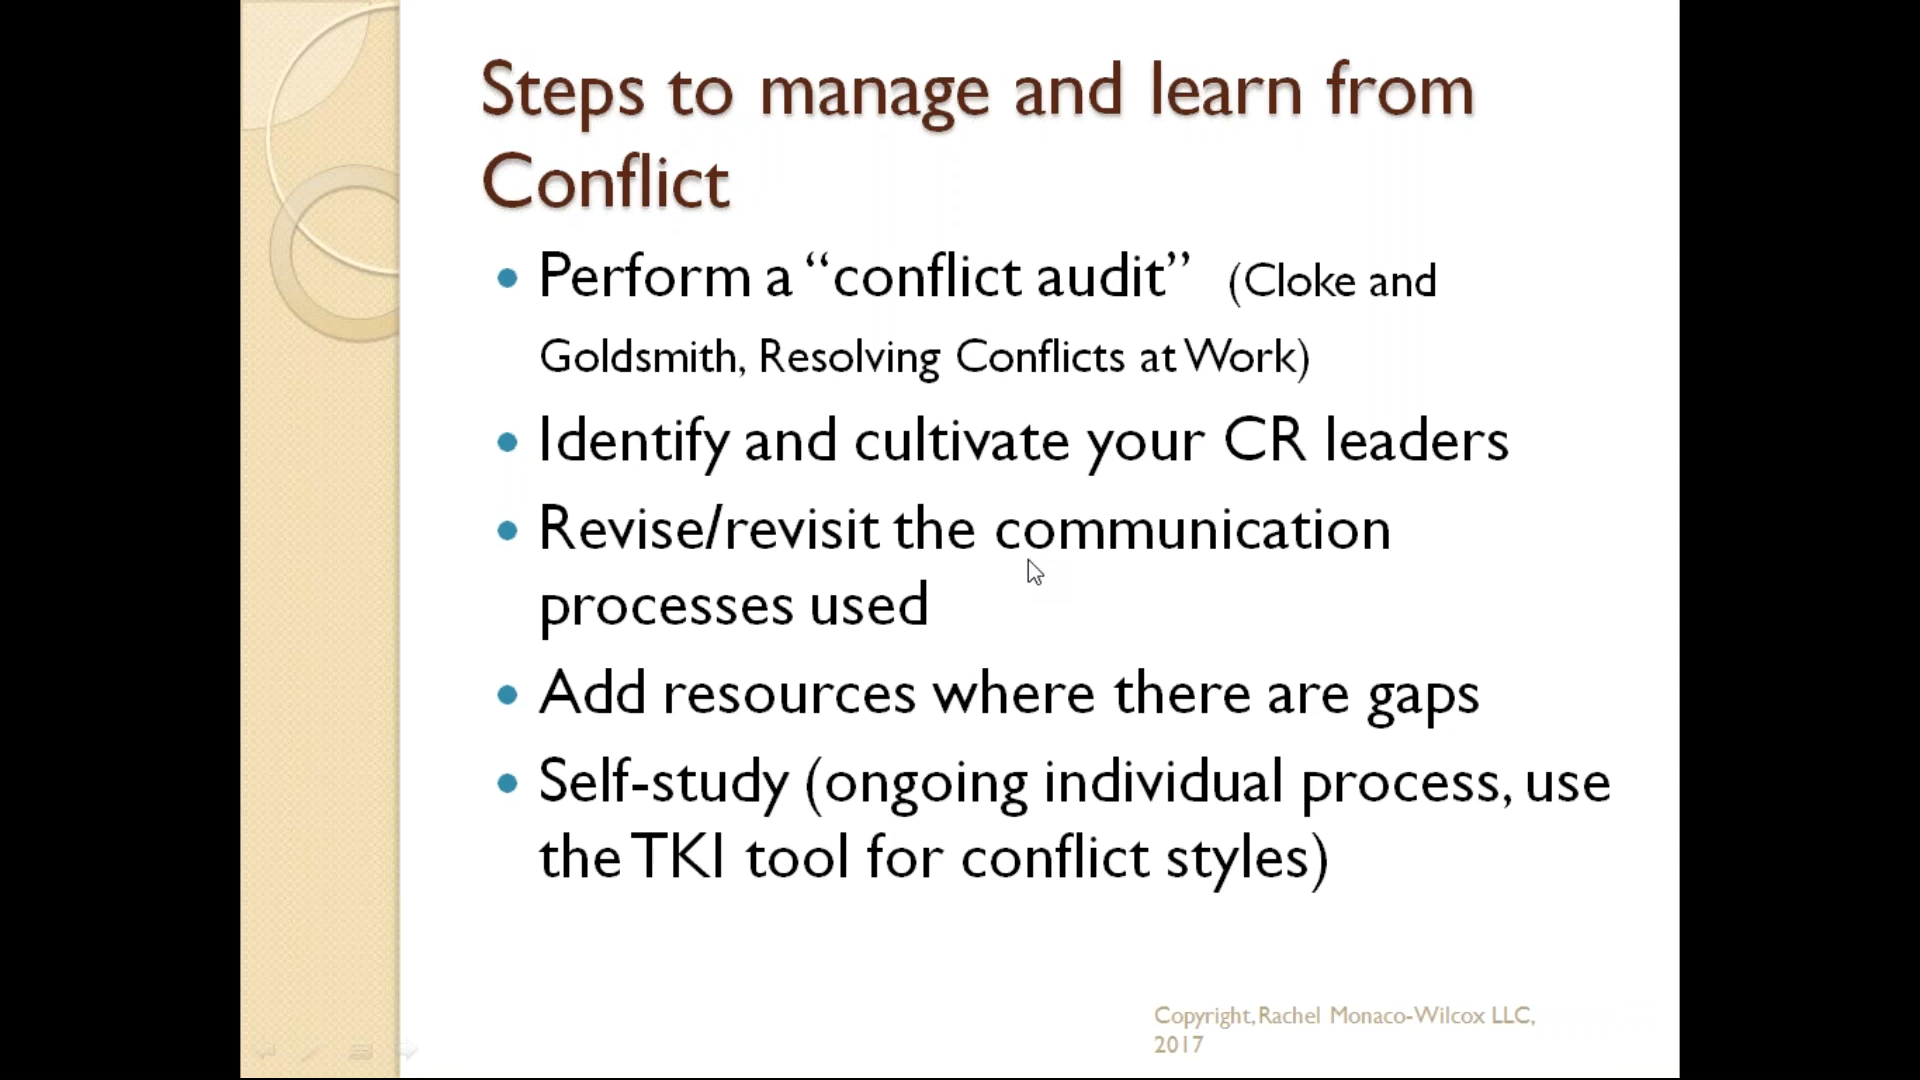 Steps to manage and learn from
Conflict
• Perform a “conflict audit” (Cloke and
Goldsmith, Resolving Conflicts at Work)
• Identify and cultivate your CR leaders
• Revise/revisit the communication
processes used
• Add resources where there are gaps
• Self-study (ongoing individual process, use
the TKI tool for conflict styles)
Copyright, Rachel Monaco-Wilcox LLC,
2017